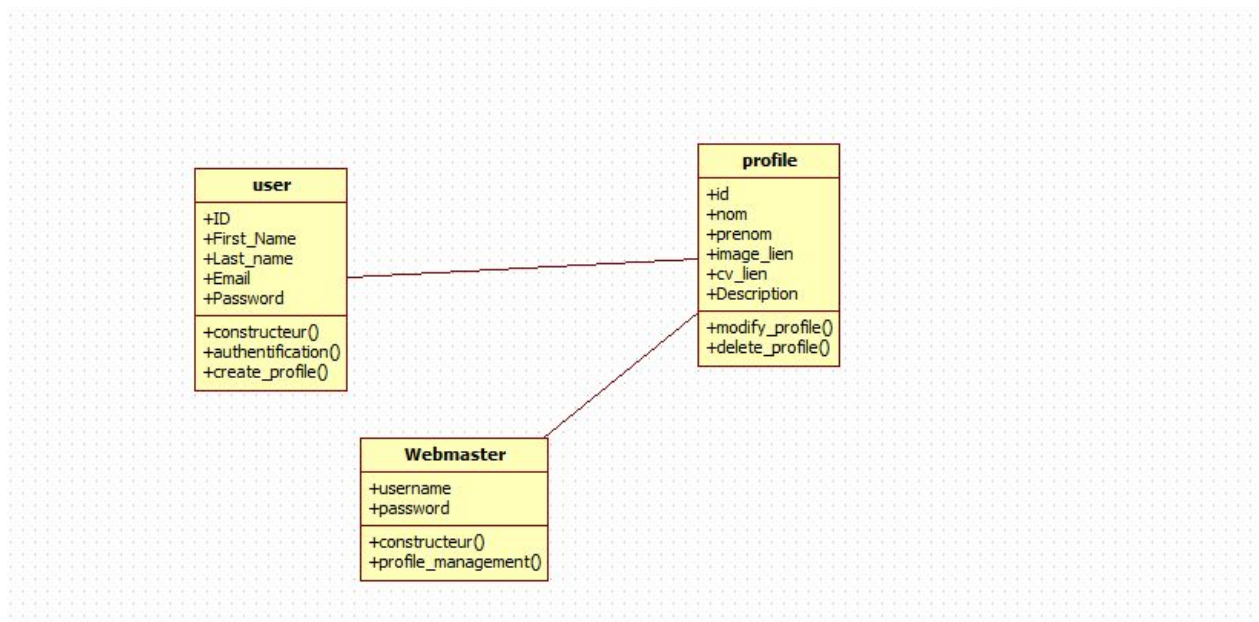 user
+ID
+First_Name
+Last_name
+Email
+Password
+constructeur()
+authentification()
+create_profile()
profile
+id
+nom
+prenom
+image_lien
+cv_lien
+Description
+modify_profile()
+delete_profile()
Webmaster
+username
+password
+constructeur()
+profile_management()